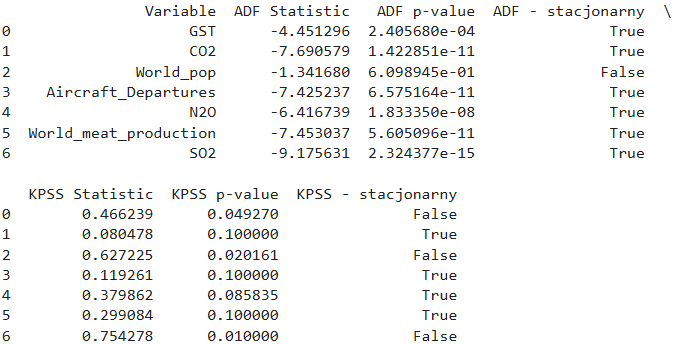 Variable ADF Statistic ADF p-value ADF - stacjonarny \
0 GST -4.451296 2.405680e-04 True
1 CO2 -7.690579 1.422851e-11 True
2 World_pop -1.341680 6.098945e-01 False
3 Aircraft_Departures -7.425237 6.575164e-11 True
4 N2O -6.416739 1.833350e-08 True
5 World_meat_production -7.453037 5.605096e-11 True
6 SO2 -9.175631 2.324377e-15 True
KPSS Statistic KPSS p-value KPSS - stacjonarny
0 0.466239 0.049270 False
1 0.080478 0.100000 True
2 0.627225 0.020161 False
3 0.119261 0.100000 True
4 0.379862 0.085835 True
5 0.299084 0.100000 True
6 0.754278 0.010000 False